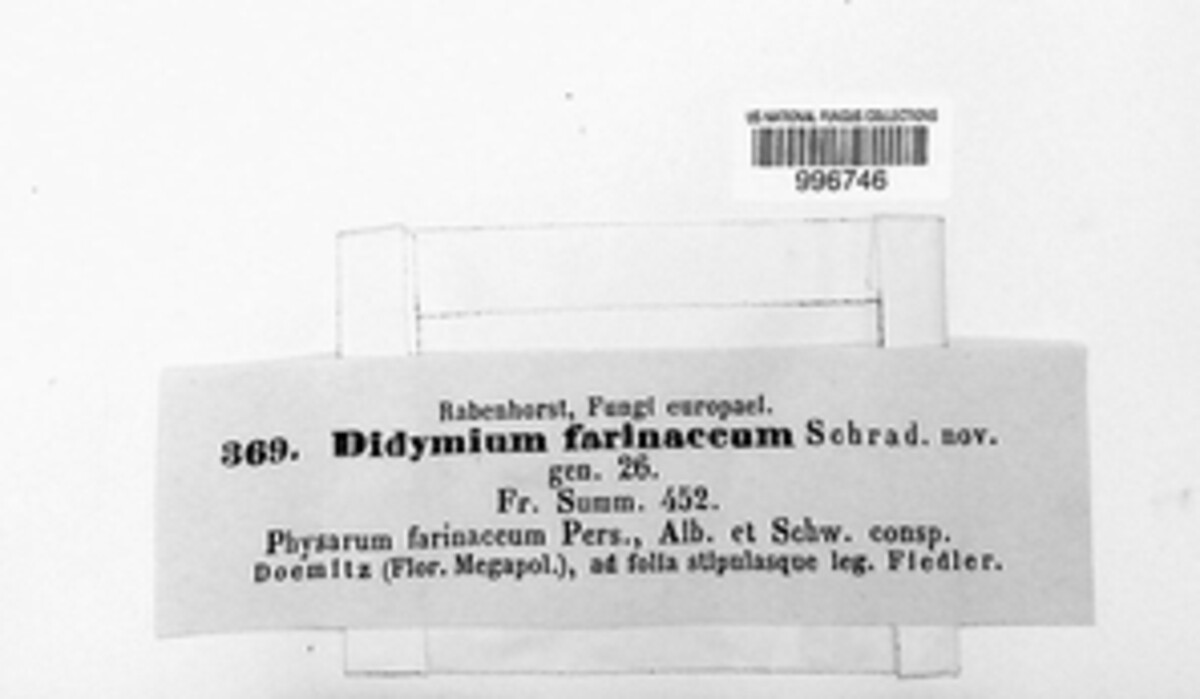 US NATIONAL FUNGUS COLLECTIONS
996746
Rabenhorst, Fungi europaei.
369. Didymium farinaceum Schrad. nov.
gen. 26.
Fr. Summ. 452.
Physarum farinaceum Pers., Alb. et Schw. consp.
Doemitz (Flor. Megapol.), ad folia stipulasque leg. Fiedler.